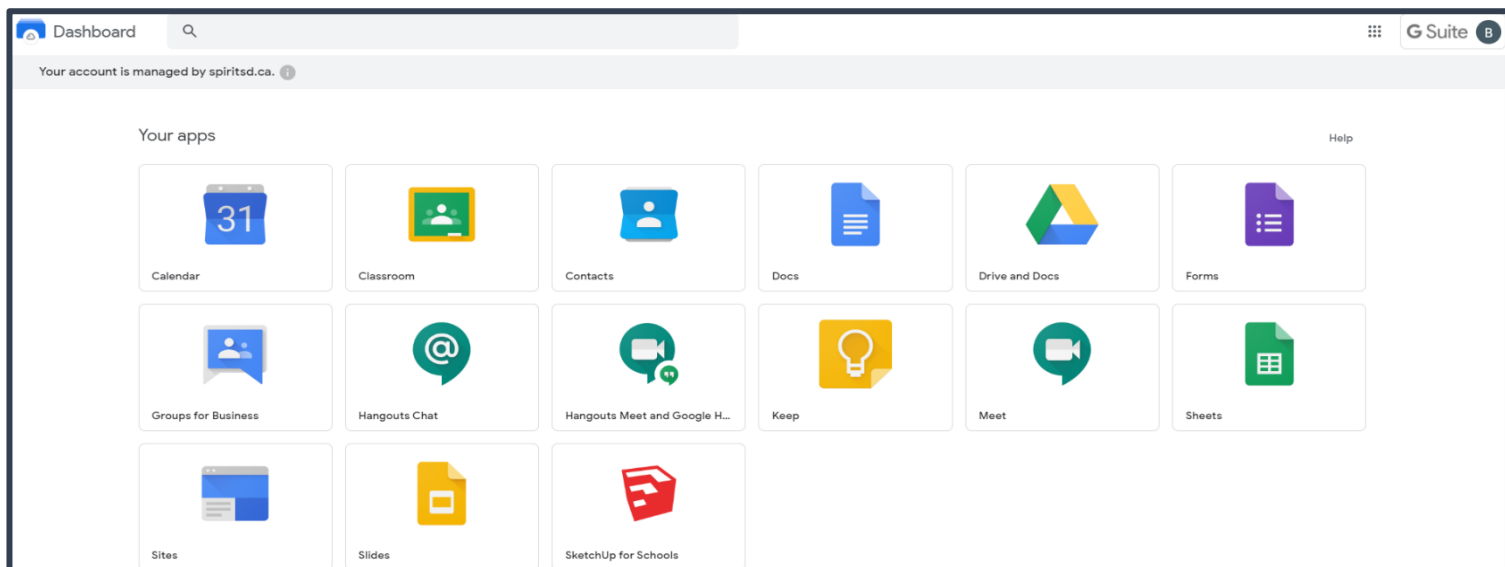 Dashboard
G Suite B
Your account is managed by spiritsd.ca. i
Your apps
Help
31
Calendar
Classroom
Contacts
Docs
Drive and Docs
Forms
@
Groups for Business
Hangouts Chat
Hangouts Meet and Google H...
Keep
Meet
Sheets
Sites
Slides
SketchUp for Schools